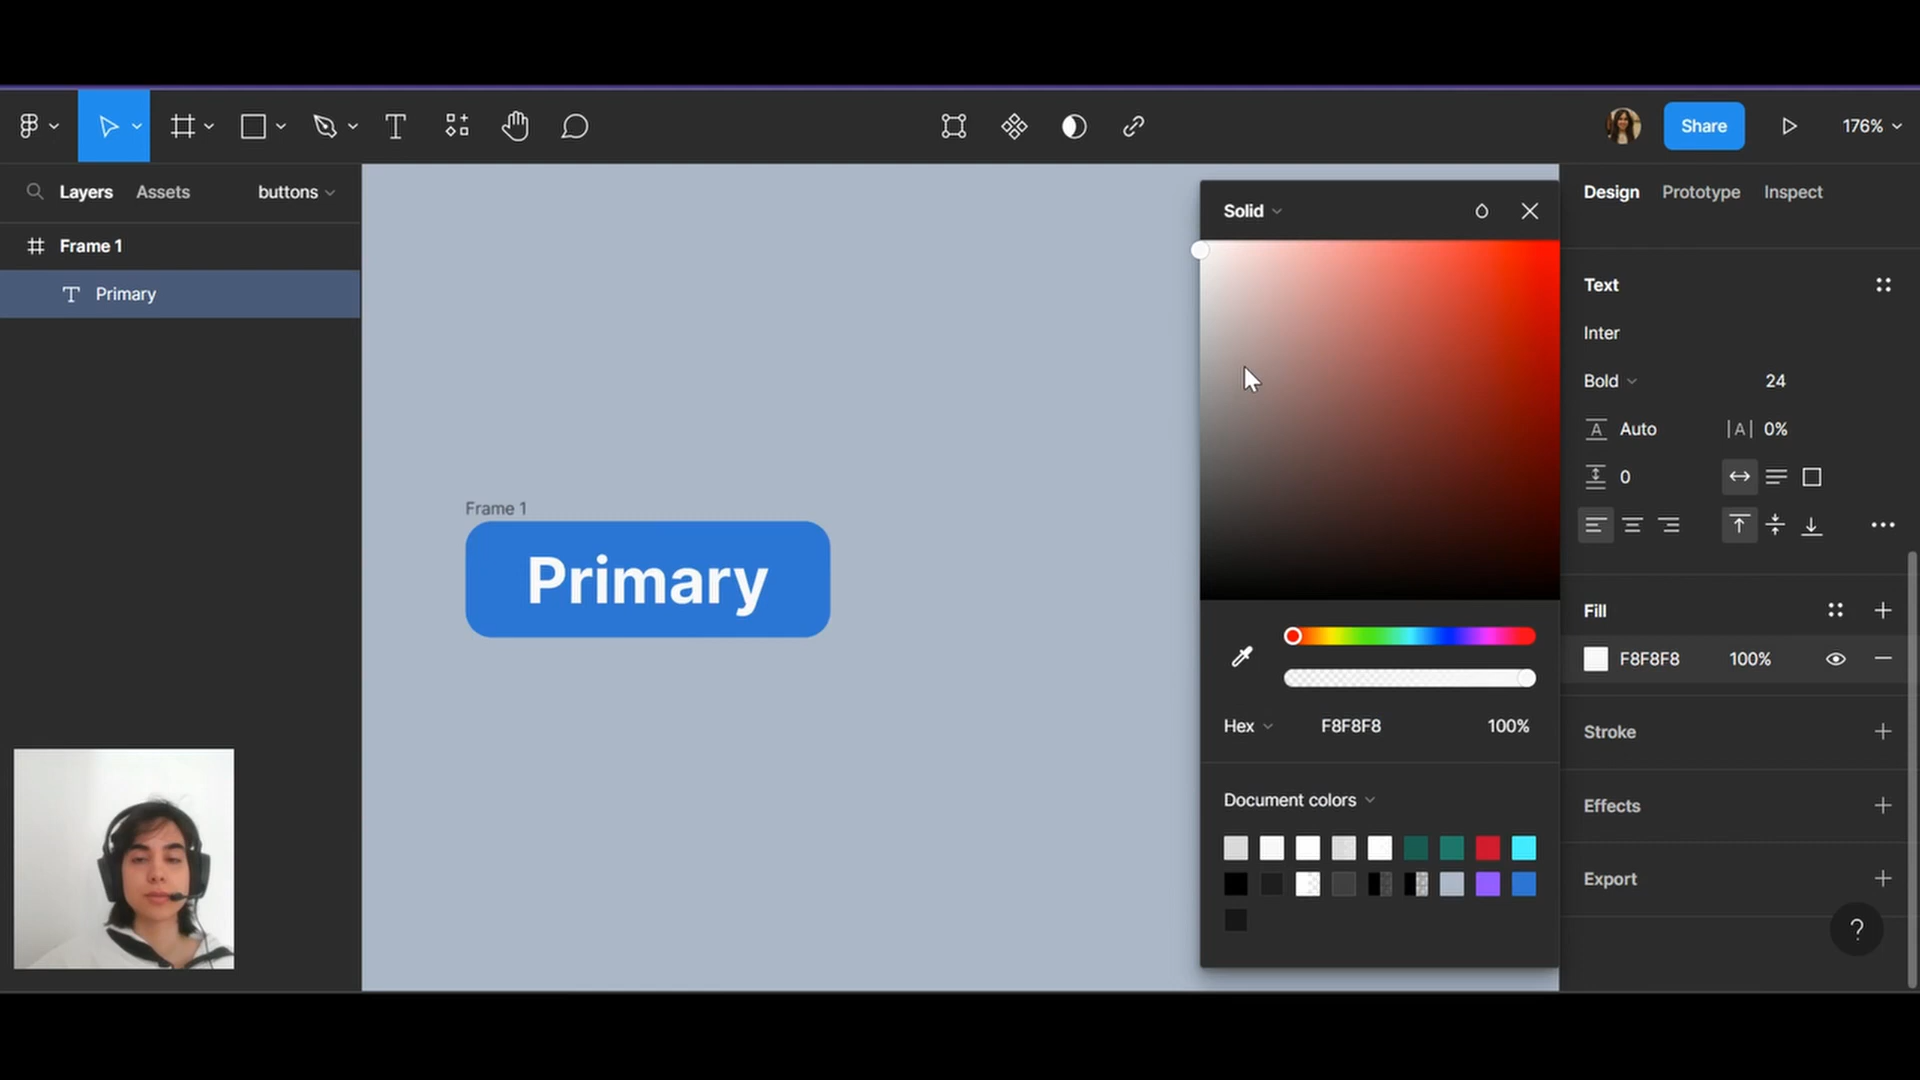 Share
176%
Layers
Assets
buttons
Frame 1
Primary
Frame 1
Primary
Solid
Hex
F8F8F8
100%
Document colors
Design
Prototype
Inspect
Text
Inter
Bold
24
Auto
|A| 0%
0
Fill
F8F8F8
100%
Stroke
Effects
Export
?